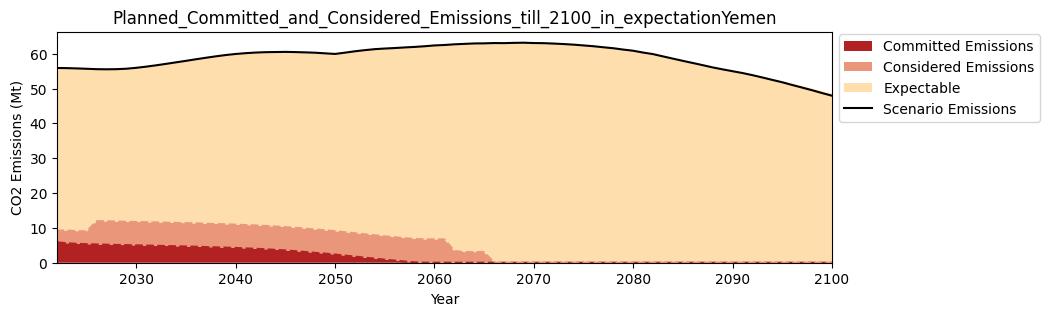 Planned_Committed_and_Considered_Emissions_till_2100_in_expectationYemen
Committed Emissions
Considered Emissions
Expectable
Scenario Emissions
CO2 Emissions (Mt)
60
50
40
30
20
10
0
2030 2040 2050 2060 2070 2080 2090 2100
Year